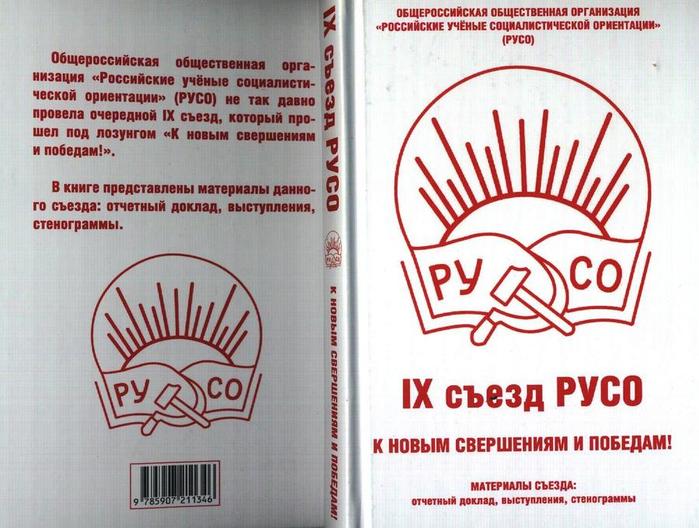 Общероссийская общественная орга-
низация «Российские учёные социалисти-
ческой ориентации» (РУСО) не так давно
провела очередной IX съезд, который про-
шел под лозунгом «К новым свершениям
и победам!».
В книге представлены материалы данно-
го съезда: отчетный доклад, выступления,
стенограммы.
РУ СО
9 785907 211346
IX съезд РУСО
К НОВЫМ СВЕРШЕНИЯМ И ПОБЕДАМ!
ОБЩЕРОССИЙСКАЯ ОБЩЕСТВЕННАЯ ОРГАНИЗАЦИЯ
«РОССИЙСКИЕ УЧЁНЫЕ СОЦИАЛИСТИЧЕСКОЙ ОРИЕНТАЦИИ»
(РУСО)
РУ СО
IX съезд РУСО
К НОВЫМ СВЕРШЕНИЯМ И ПОБЕДАМ!
МАТЕРИАЛЫ СЪЕЗДА:
отчетный доклад, выступления, стенограммы